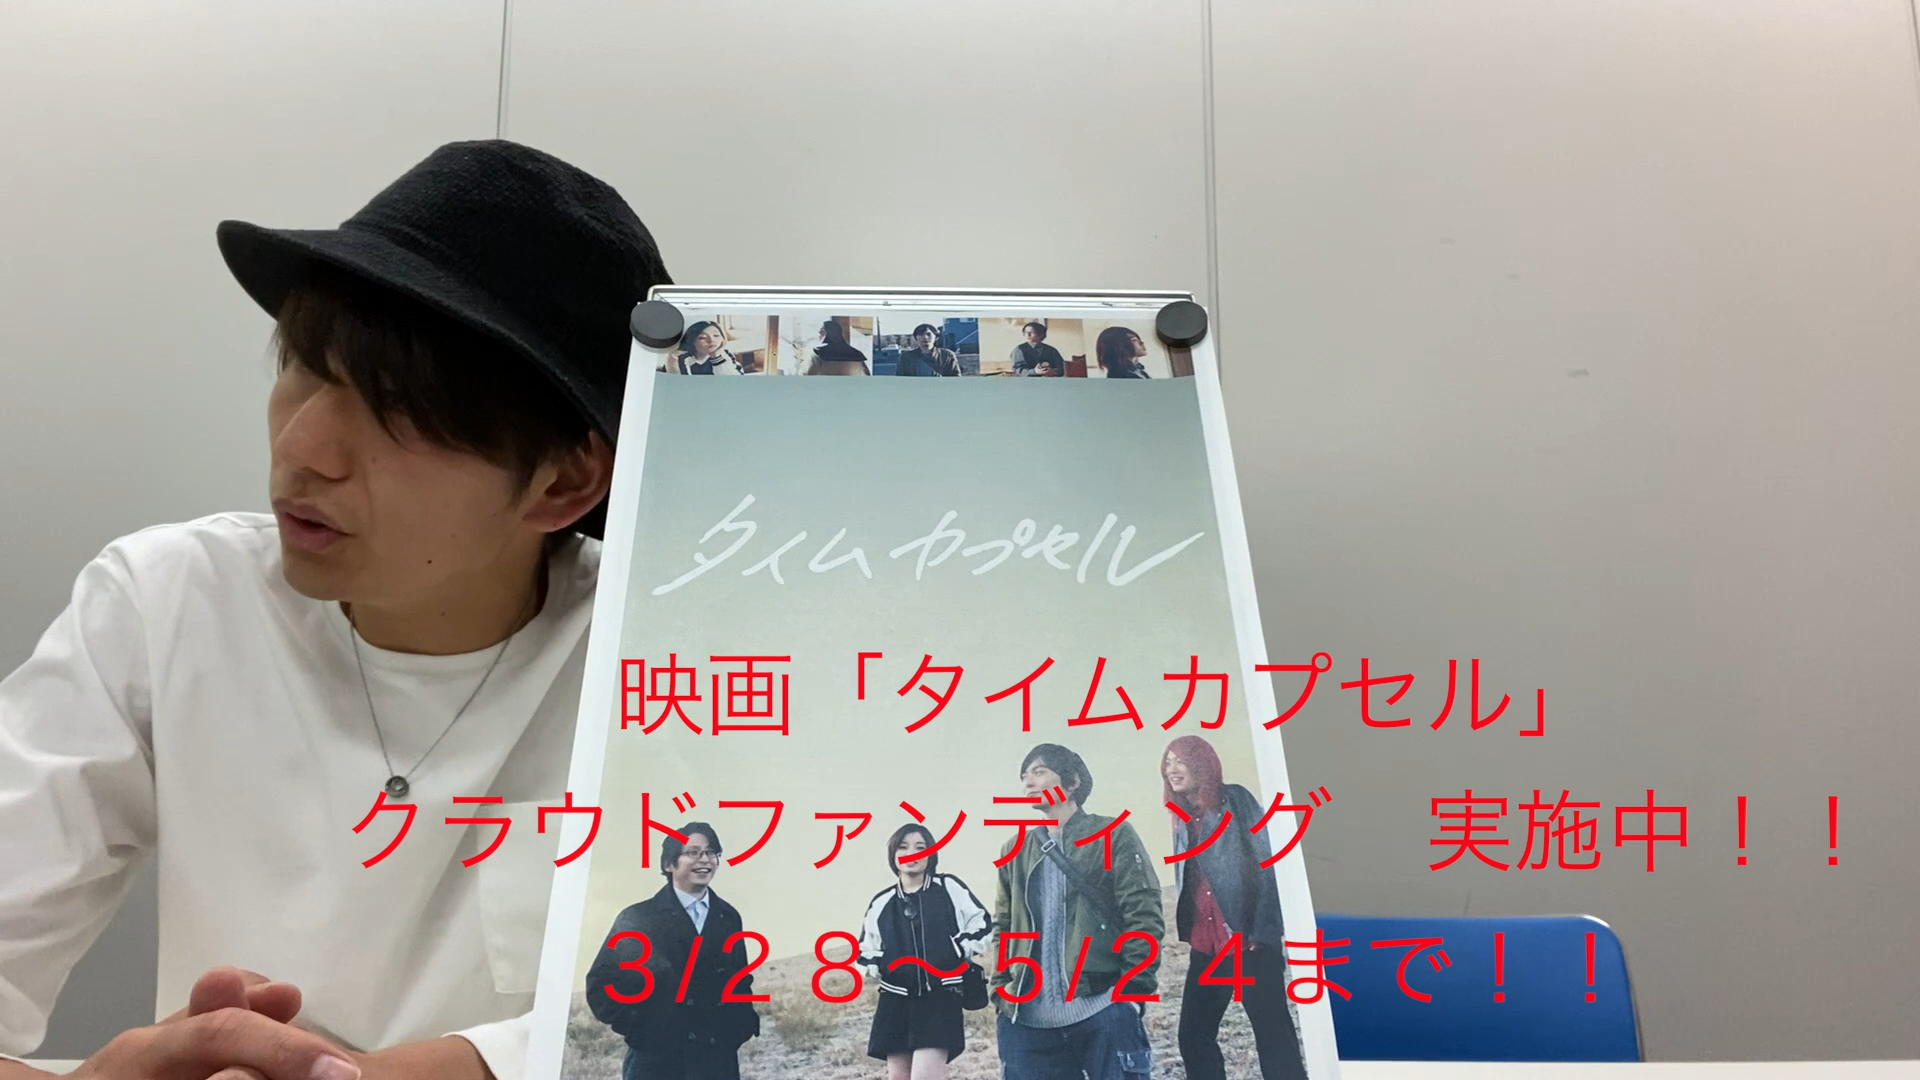 タイムカプセル
映画「タイムカプセル」
クラウドファンディング　実施中！！
３/２８〜５/２４まで！！